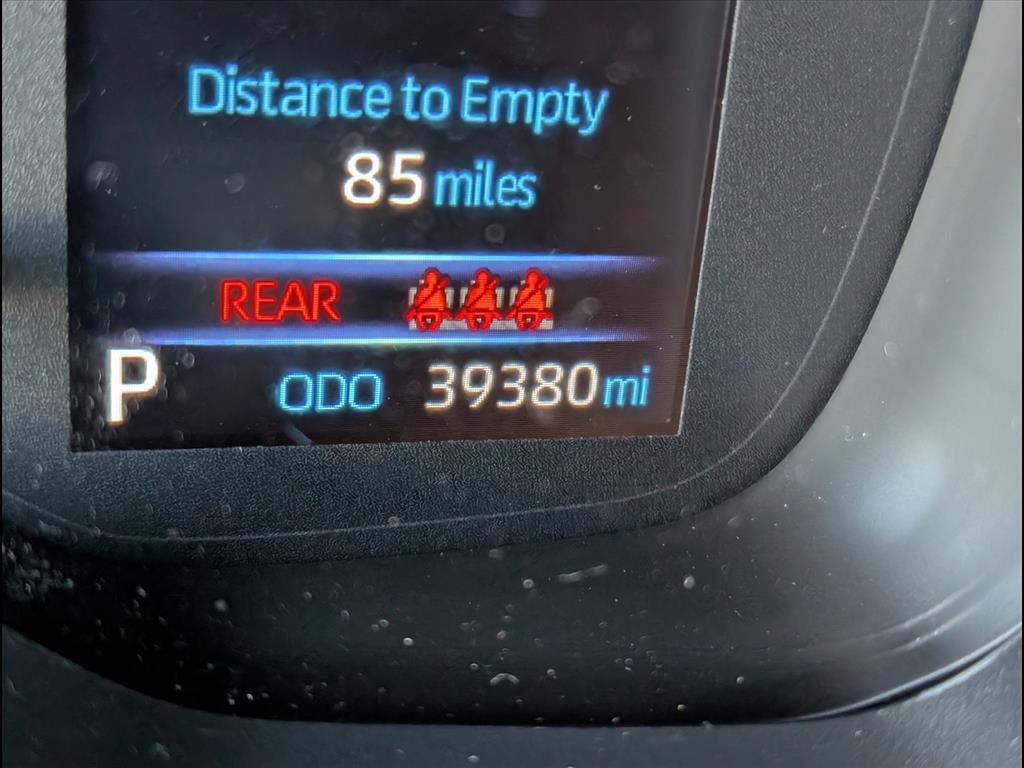 Distance to Empty
85 miles
REAR
P ODO 39380 mi